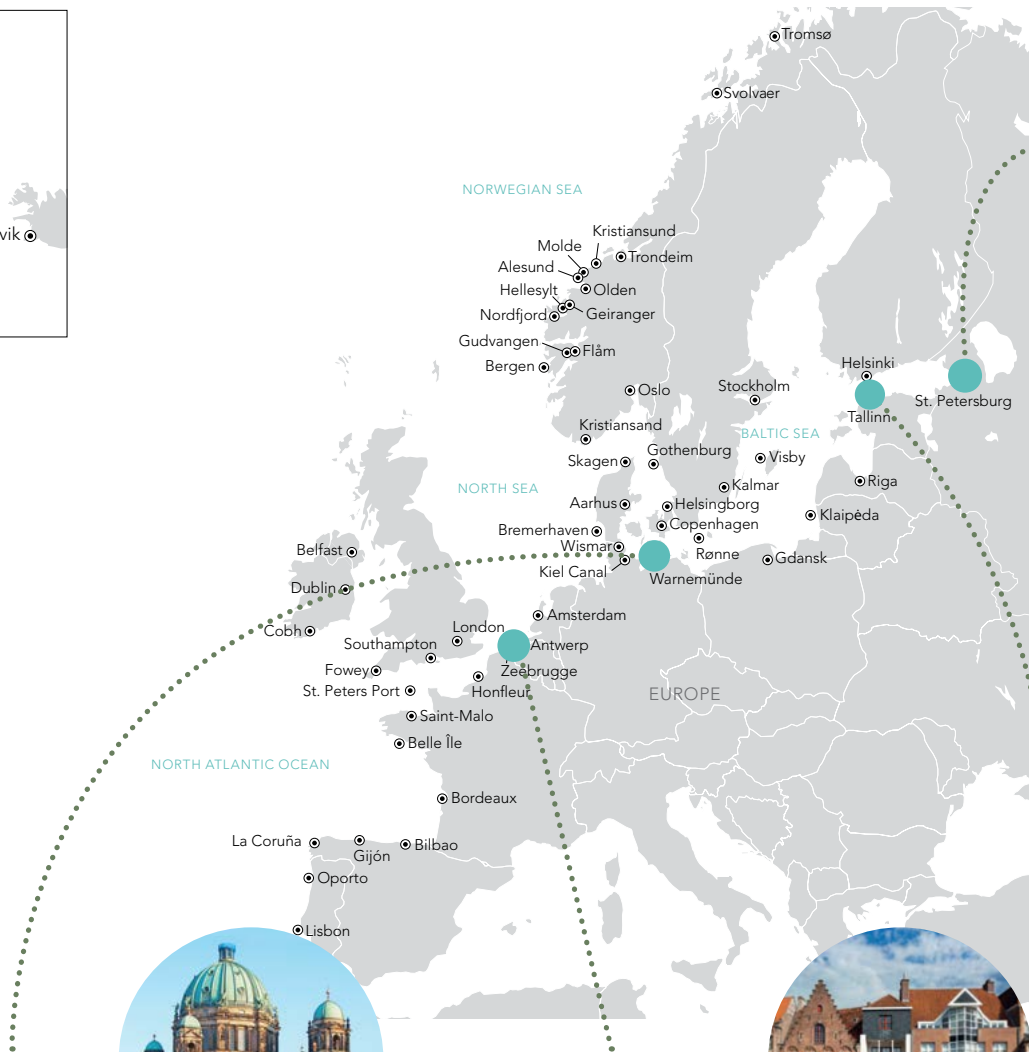 Tromsø
Svolvaer
NORWEGIAN SEA
vik
Kristiansund
Molde
Trondeim
Alesund
Hellesylt
Olden
Nordfjord
Geiranger
Gudvangen
Flåm
Bergen
Helsinki
Oslo
Stockholm
St. Petersburg
Tallinn
Kristiansand
BALTIC SEA
Gothenburg
Skagen
Visby
Riga
NORTH SEA
Kalmar
Aarhus
Helsingborg
Klaipėda
Copenhagen
Bremerhaven
Wismar
Rønne
Belfast
Gdansk
Kiel Canal
Warnemünde
Dublin
Amsterdam
Cobh
London
Southampton
Antwerp
Fowey
Zeebrugge
St. Peters Port
Honfleur
EUROPE
Saint-Malo
Belle Île
NORTH ATLANTIC OCEAN
Bordeaux
La Coruña
Bilbao
Gijón
Oporto
Lisbon